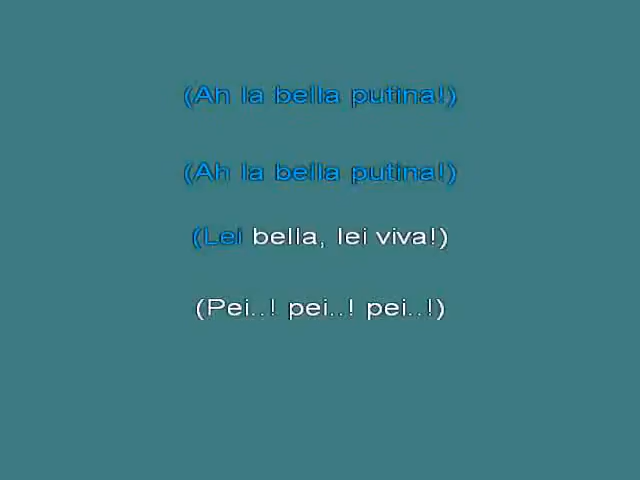 (Ah la bella putina!)
(Ah la bella putina!)
(Lei bella, lei viva!)
(Pei..! pei..! pei..!)